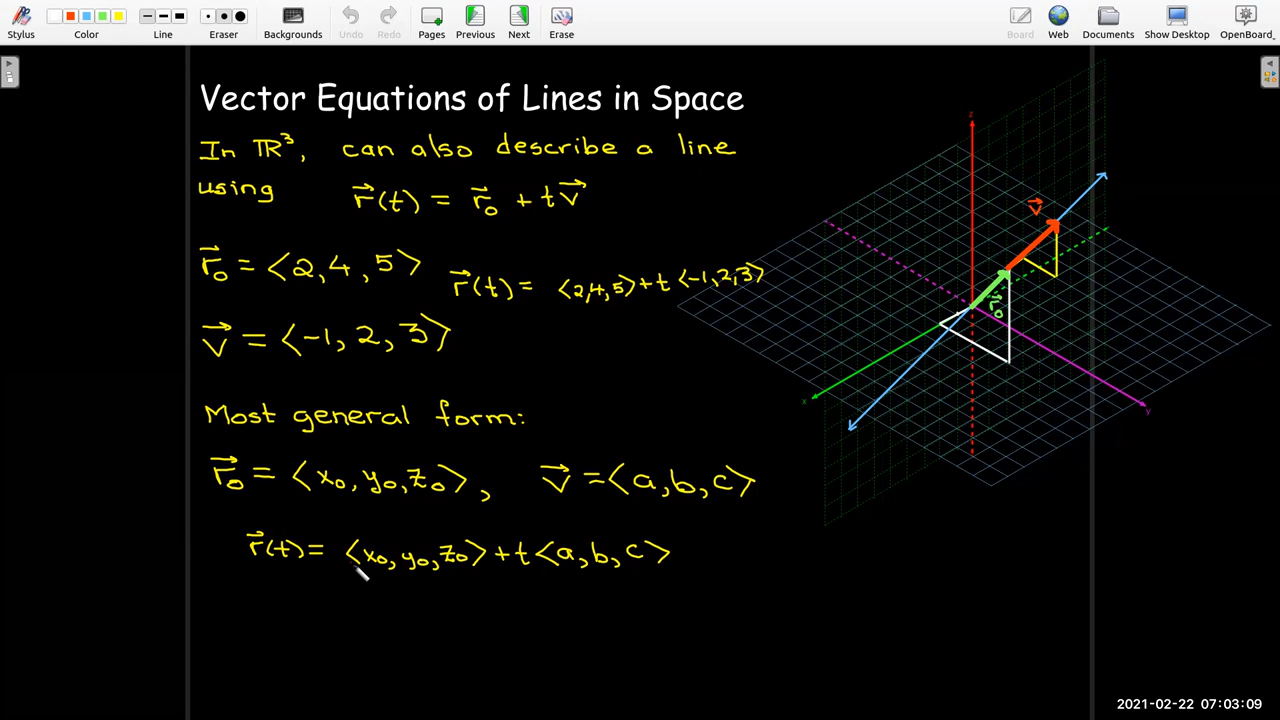 Stylus Color Line Eraser Backgrounds Undo Redo Pages Previous Next Erase Board Web Documents Show Desktop OpenBoard
Vector Equations of Lines in Space
In ℝ³, can also describe a line
using r⃗(t) = r⃗₀ + tv⃗
r⃗₀ = ⟨2,4,5⟩
r⃗(t) = ⟨2,4,5⟩+t⟨-1,2,3⟩
v⃗ = ⟨-1,2,3⟩
Most general form:
r⃗₀ = ⟨x₀,y₀,z₀⟩, v⃗ = ⟨a,b,c⟩
r⃗(t) = ⟨x₀,y₀,z₀⟩+t⟨a,b,c⟩
z
v⃗
r⃗₀
x
y
2021-02-22 07:03:09